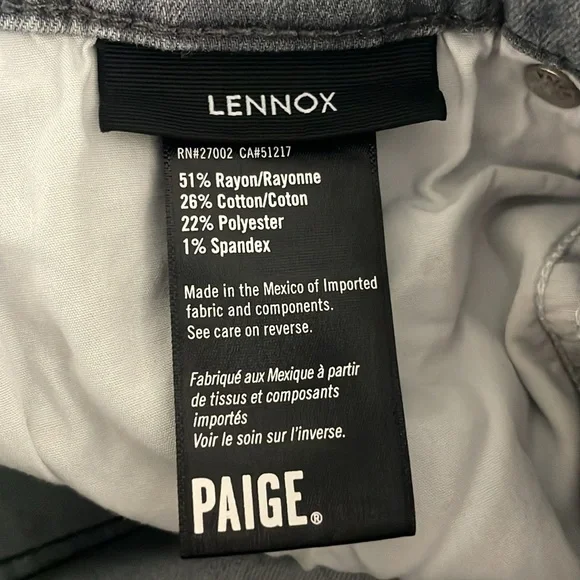 LENNOX
RN#27002 CA#51217
51% Rayon/Rayonne
26% Cotton/Coton
22% Polyester
1% Spandex
Made in the Mexico of Imported
fabric and components.
See care on reverse.
Fabriqué aux Mexique à partir
de tissus et composants
importés
Voir le soin sur l'inverse.
PAIGE®